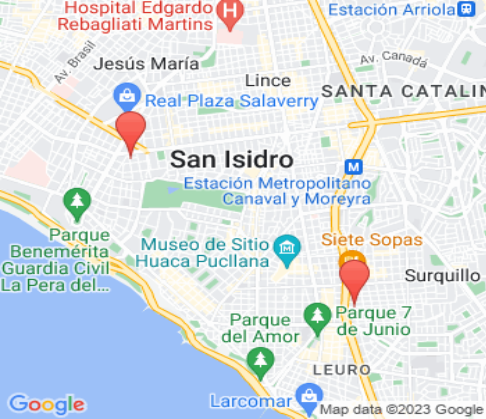 Hospital Edgardo
Rebagliati Martins
Estación Arriola
Av. Brasil
Jesús María
Av. Canadá
Lince
SANTA CATALIN
Real Plaza Salaverry
San Isidro
M
Estación Metropolitano
Canaval y Moreyra
Parque
Benemérita
Guardia Civil
La Pera del...
Museo de Sitio
Huaca Pucllana
Siete Sopas
Surquillo
Parque 7
de Junio
Parque
del Amor
LEURO
Larcomar
Google
Map data ©2023 Google